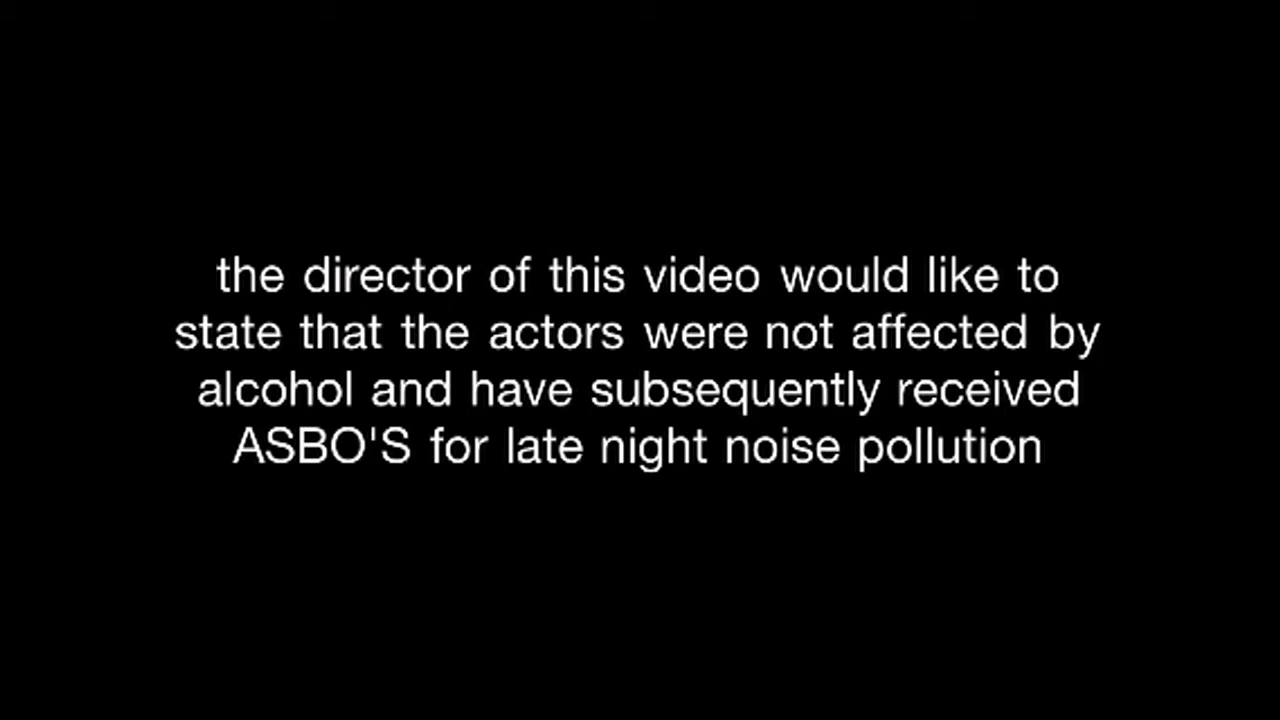 the director of this video would like to
state that the actors were not affected by
alcohol and have subsequently received
ASBO'S for late night noise pollution